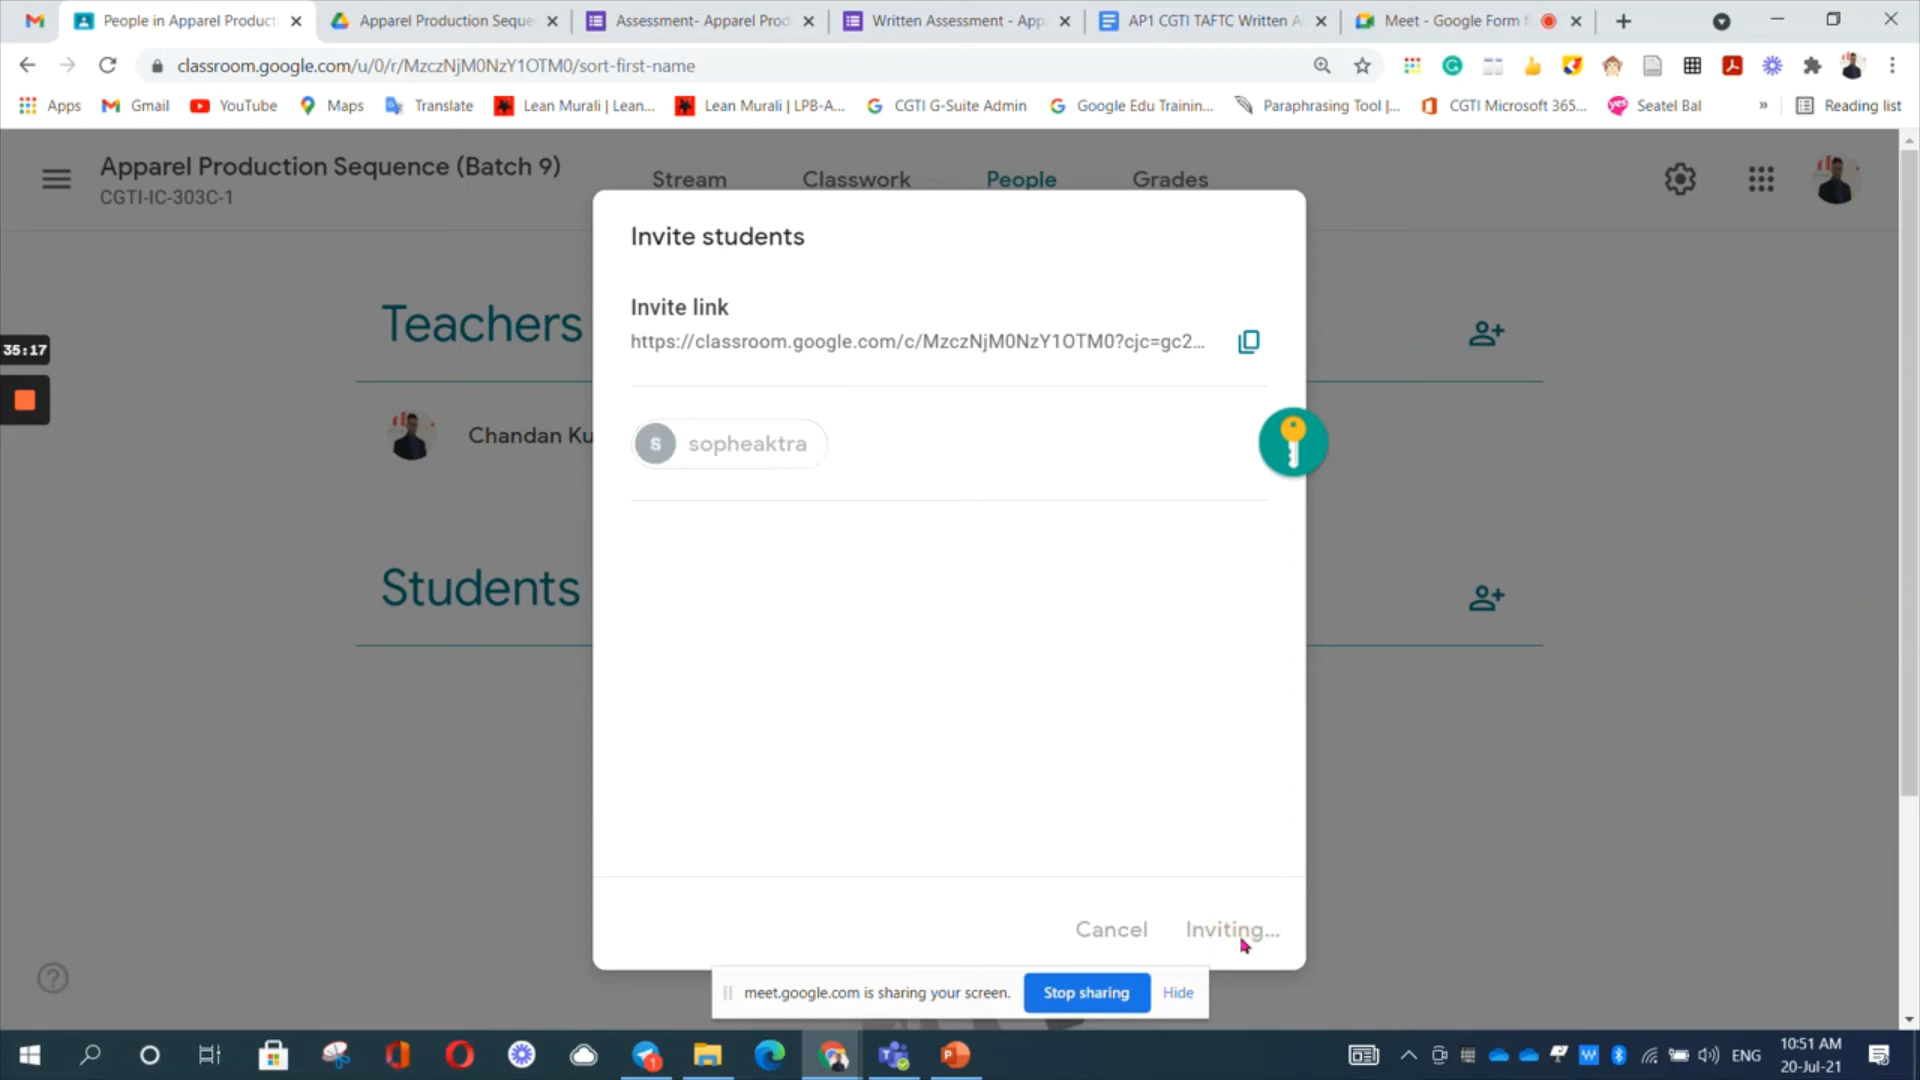 People in Apparel Product
Apparel Production Seque
Assessment- Apparel Prod
Written Assessment - App
AP1 CGTI TAFTC Written A
Meet - Google Form f
classroom.google.com/u/0/r/MzczNjM0NzY1OTM0/sort-first-name
Apps
Gmail
YouTube
Maps
Translate
Lean Murali | Lean...
Lean Murali | LPB-A...
CGTI G-Suite Admin
Google Edu Trainin...
Paraphrasing Tool |...
CGTI Microsoft 365...
Seatel Bal
»
Reading list
Apparel Production Sequence (Batch 9)
CGTI-IC-303C-1
Stream
Classwork
People
Grades
Invite students
Invite link
https://classroom.google.com/c/MzczNjM0NzY1OTM0?cjc=gc2...
Teachers
35:17
Chandan Ku
S
sopheaktra
Students
Cancel
Inviting...
meet.google.com is sharing your screen.
Stop sharing
Hide
ENG
10:51 AM
20-Jul-21